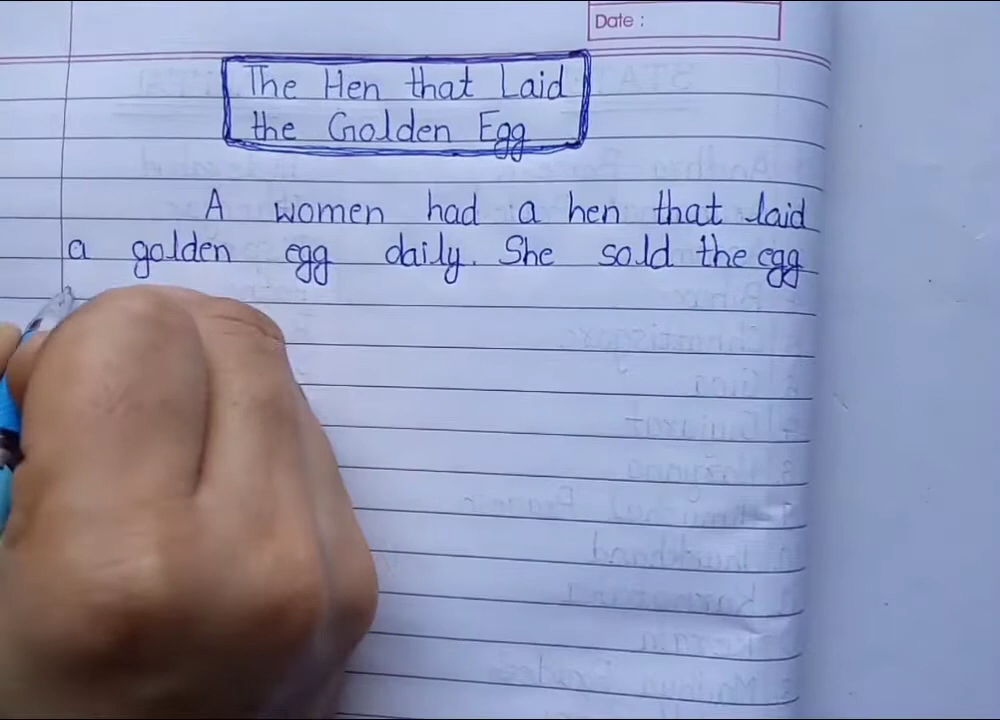 Date :
The Hen that Laid
the Golden Egg
A women had a hen that laid
a golden egg daily. She sold the egg